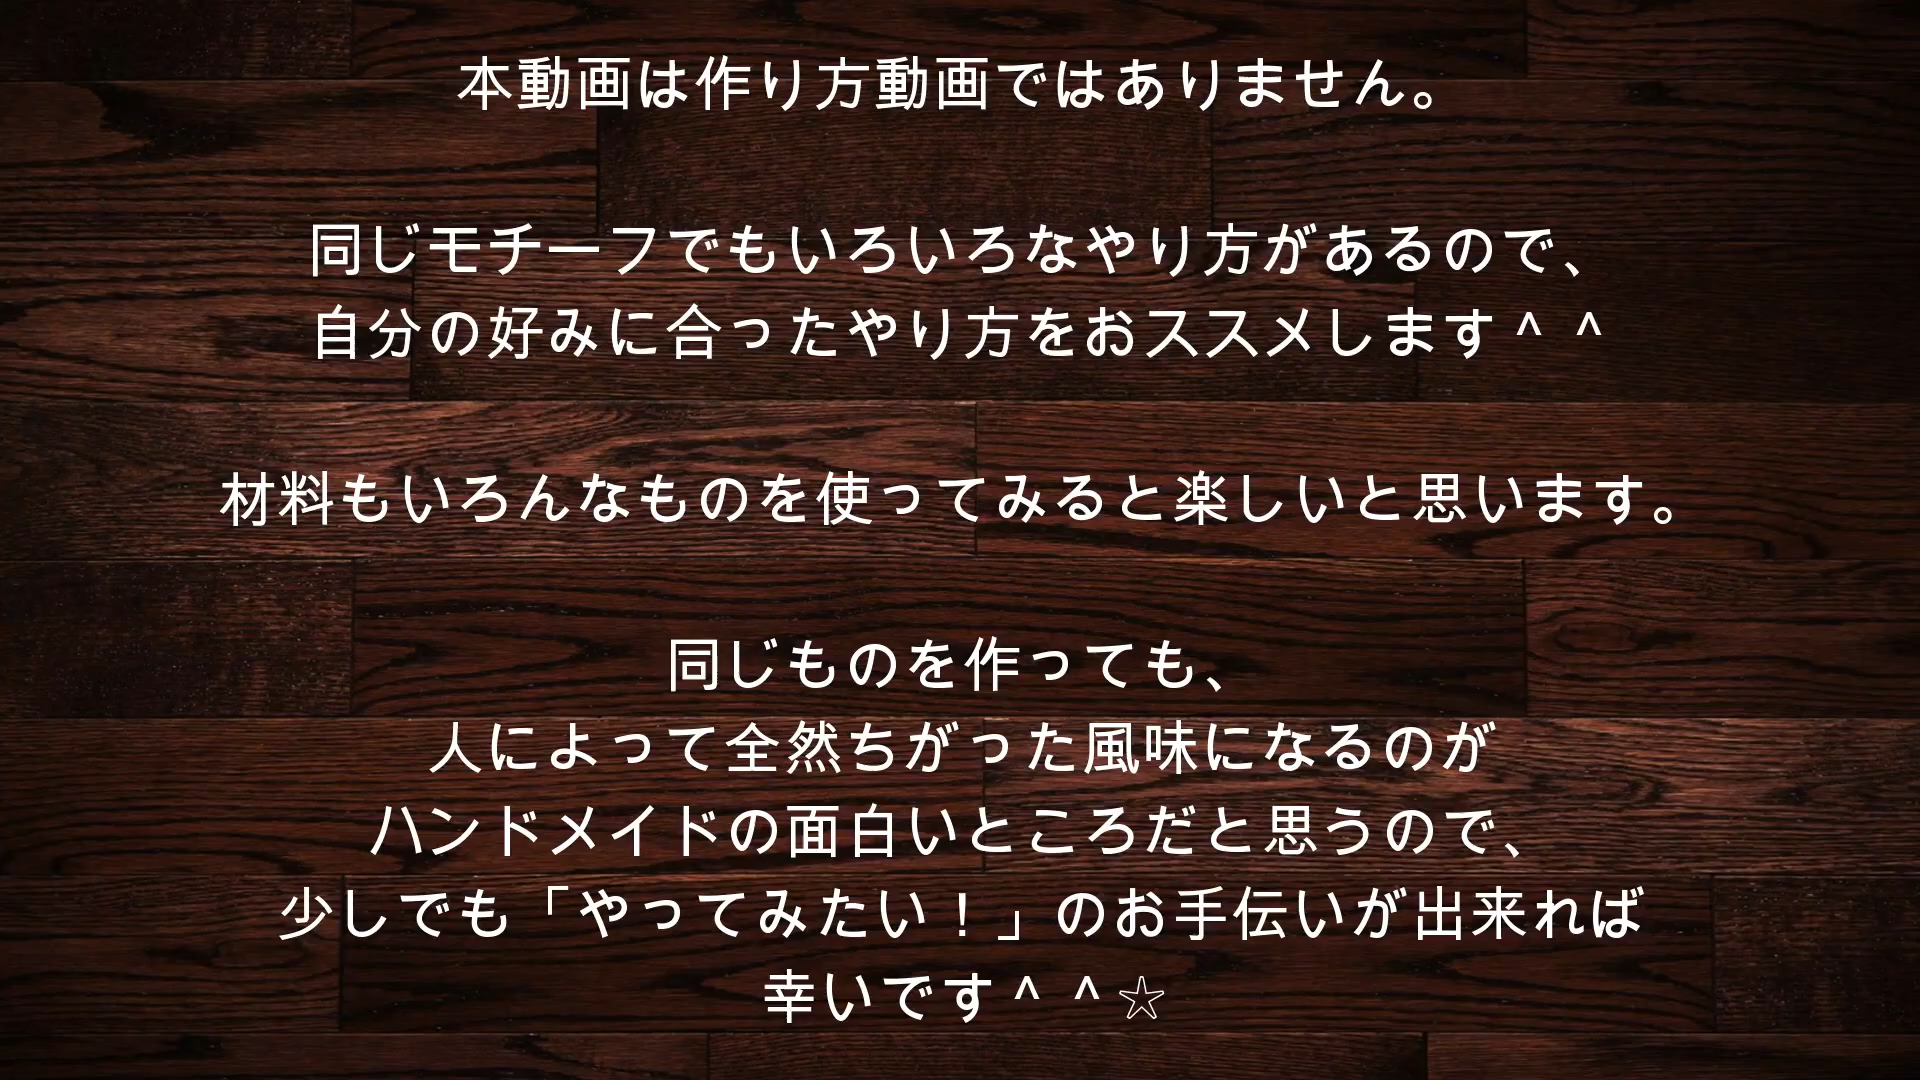 本動画は作り方動画ではありません。
同じモチーフでもいろいろなやり方があるので、
自分の好みに合ったやり方をおススメします＾＾
材料もいろんなものを使ってみると楽しいと思います。
同じものを作っても、
人によって全然ちがった風味になるのが
ハンドメイドの面白いところだと思うので、
少しでも「やってみたい！」のお手伝いが出来れば
幸いです＾＾☆